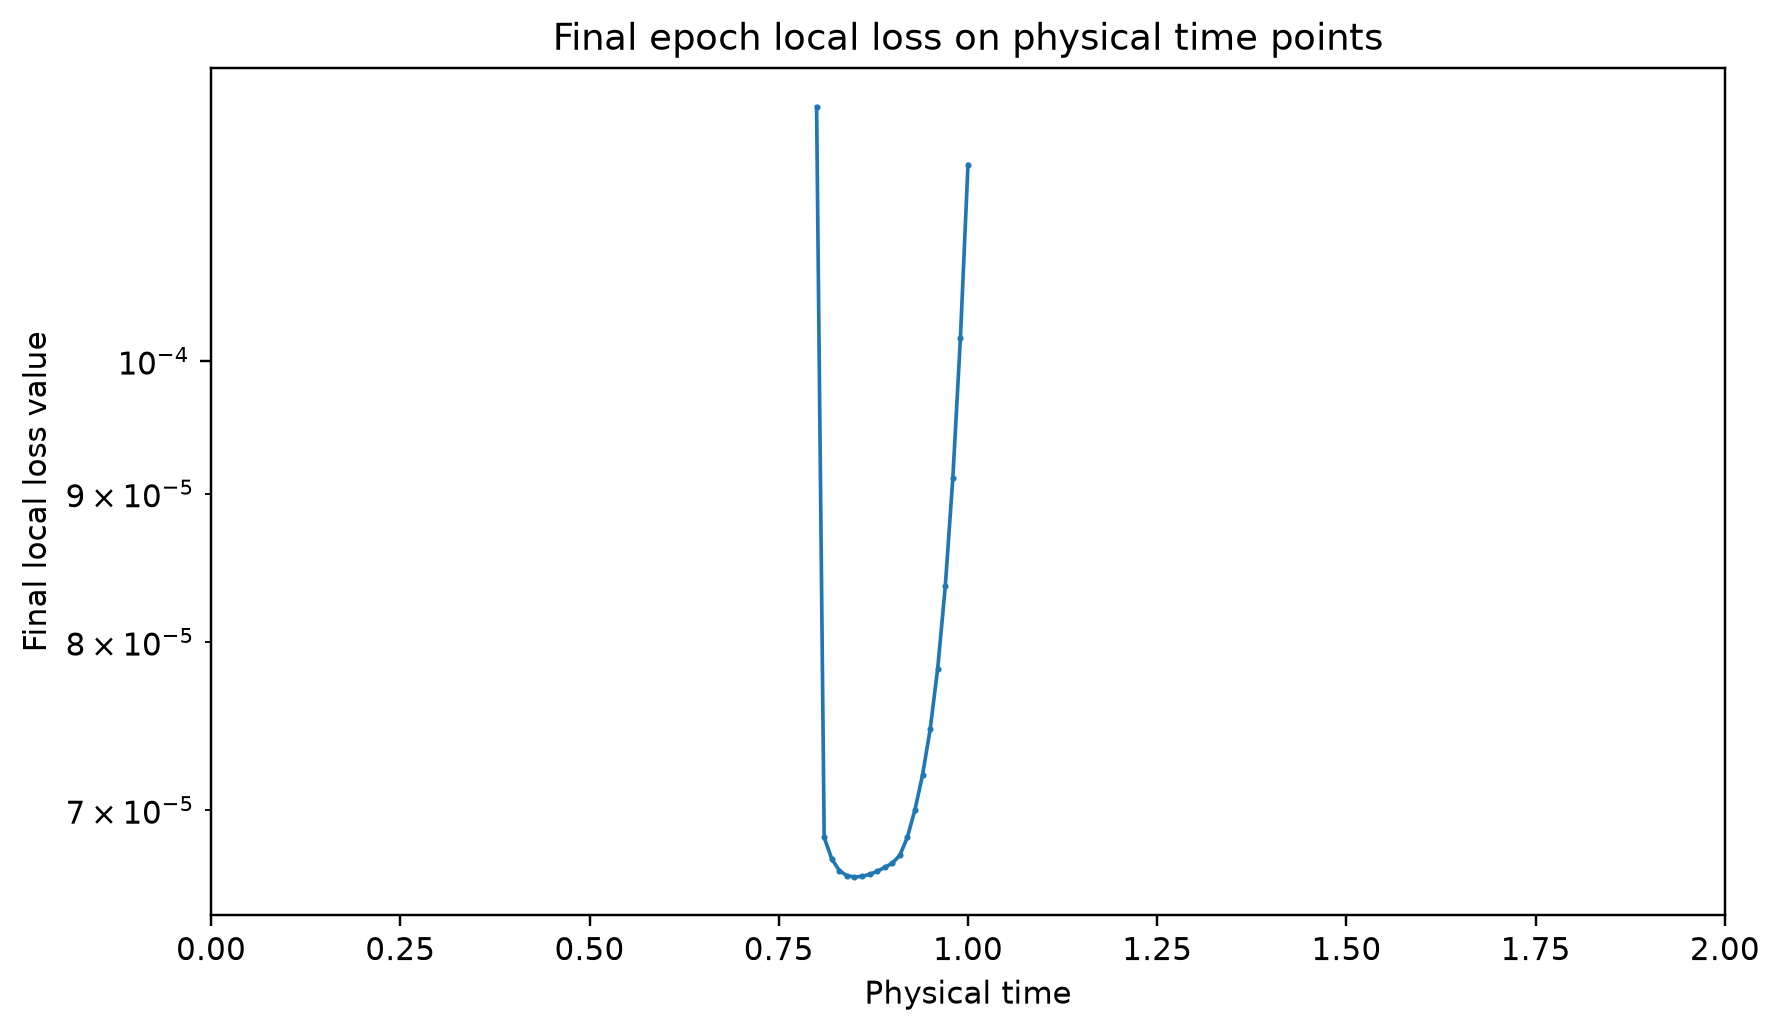 Final epoch local loss on physical time points
Final local loss value
10⁻⁴
9 × 10⁻⁵
8 × 10⁻⁵
7 × 10⁻⁵
0.00 0.25 0.50 0.75 1.00 1.25 1.50 1.75 2.00
Physical time